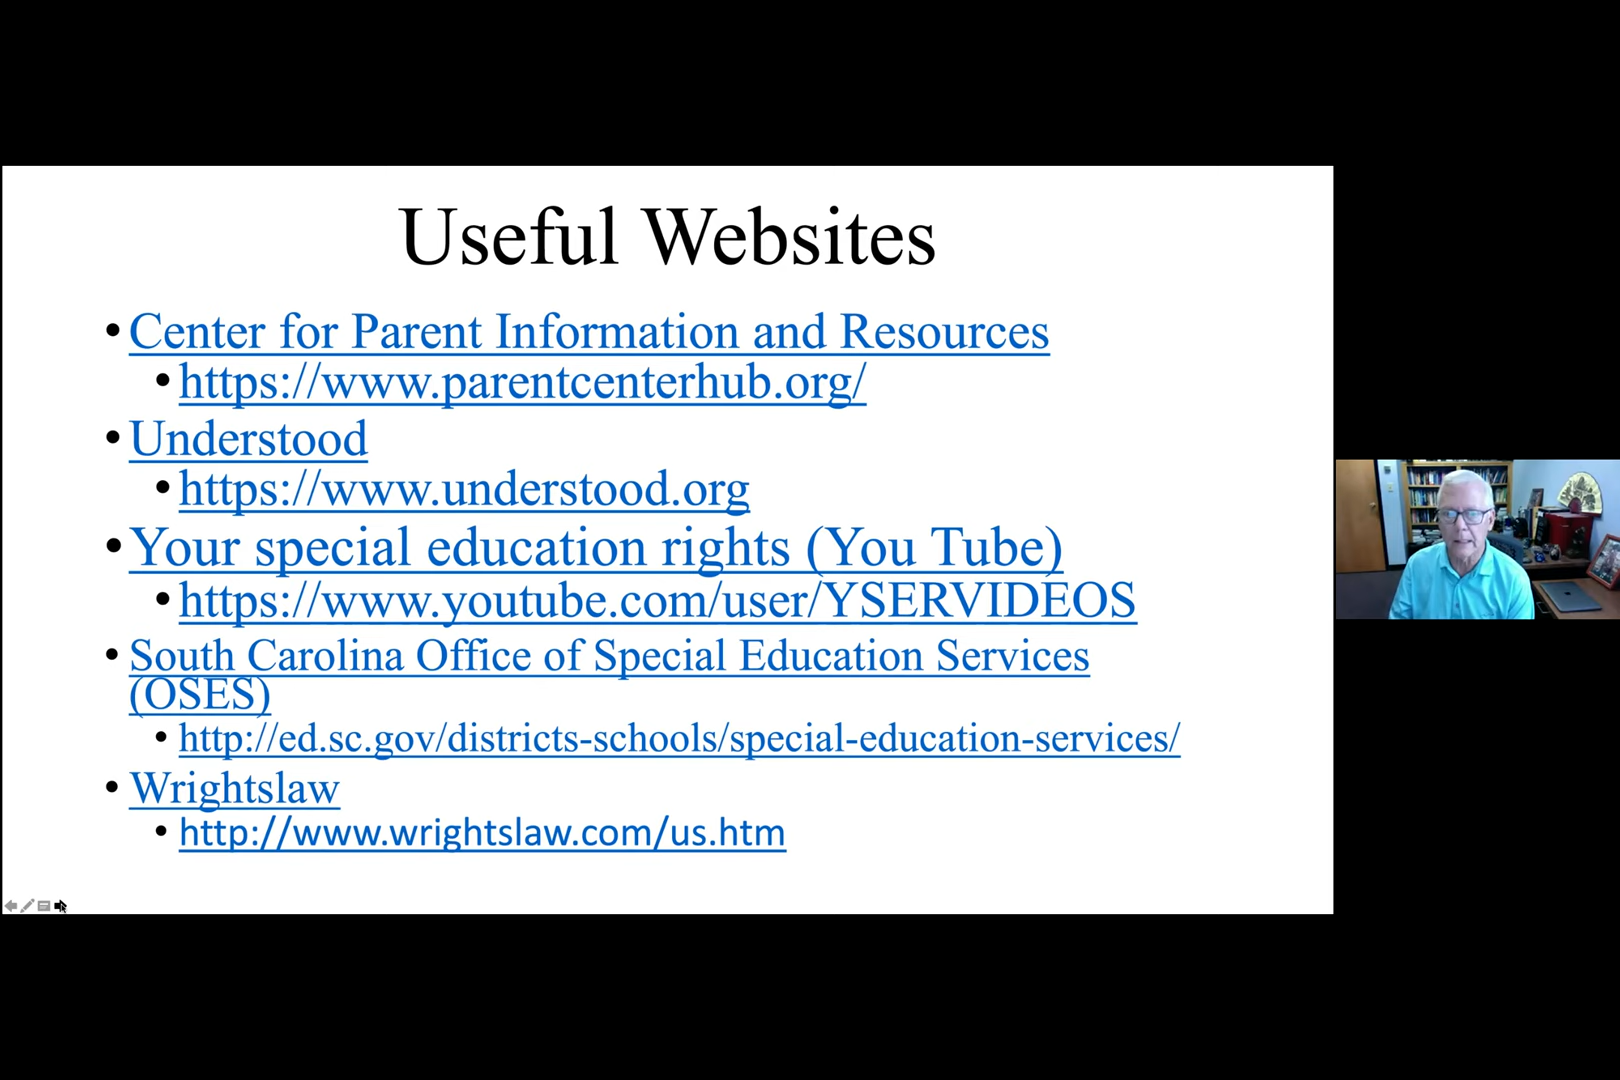 Useful Websites
• Center for Parent Information and Resources
• https://www.parentcenterhub.org/
• Understood
• https://www.understood.org
• Your special education rights (You Tube)
• https://www.youtube.com/user/YSERVIDEOS
• South Carolina Office of Special Education Services
(OSES)
• http://ed.sc.gov/districts-schools/special-education-services/
• Wrightslaw
• http://www.wrightslaw.com/us.htm